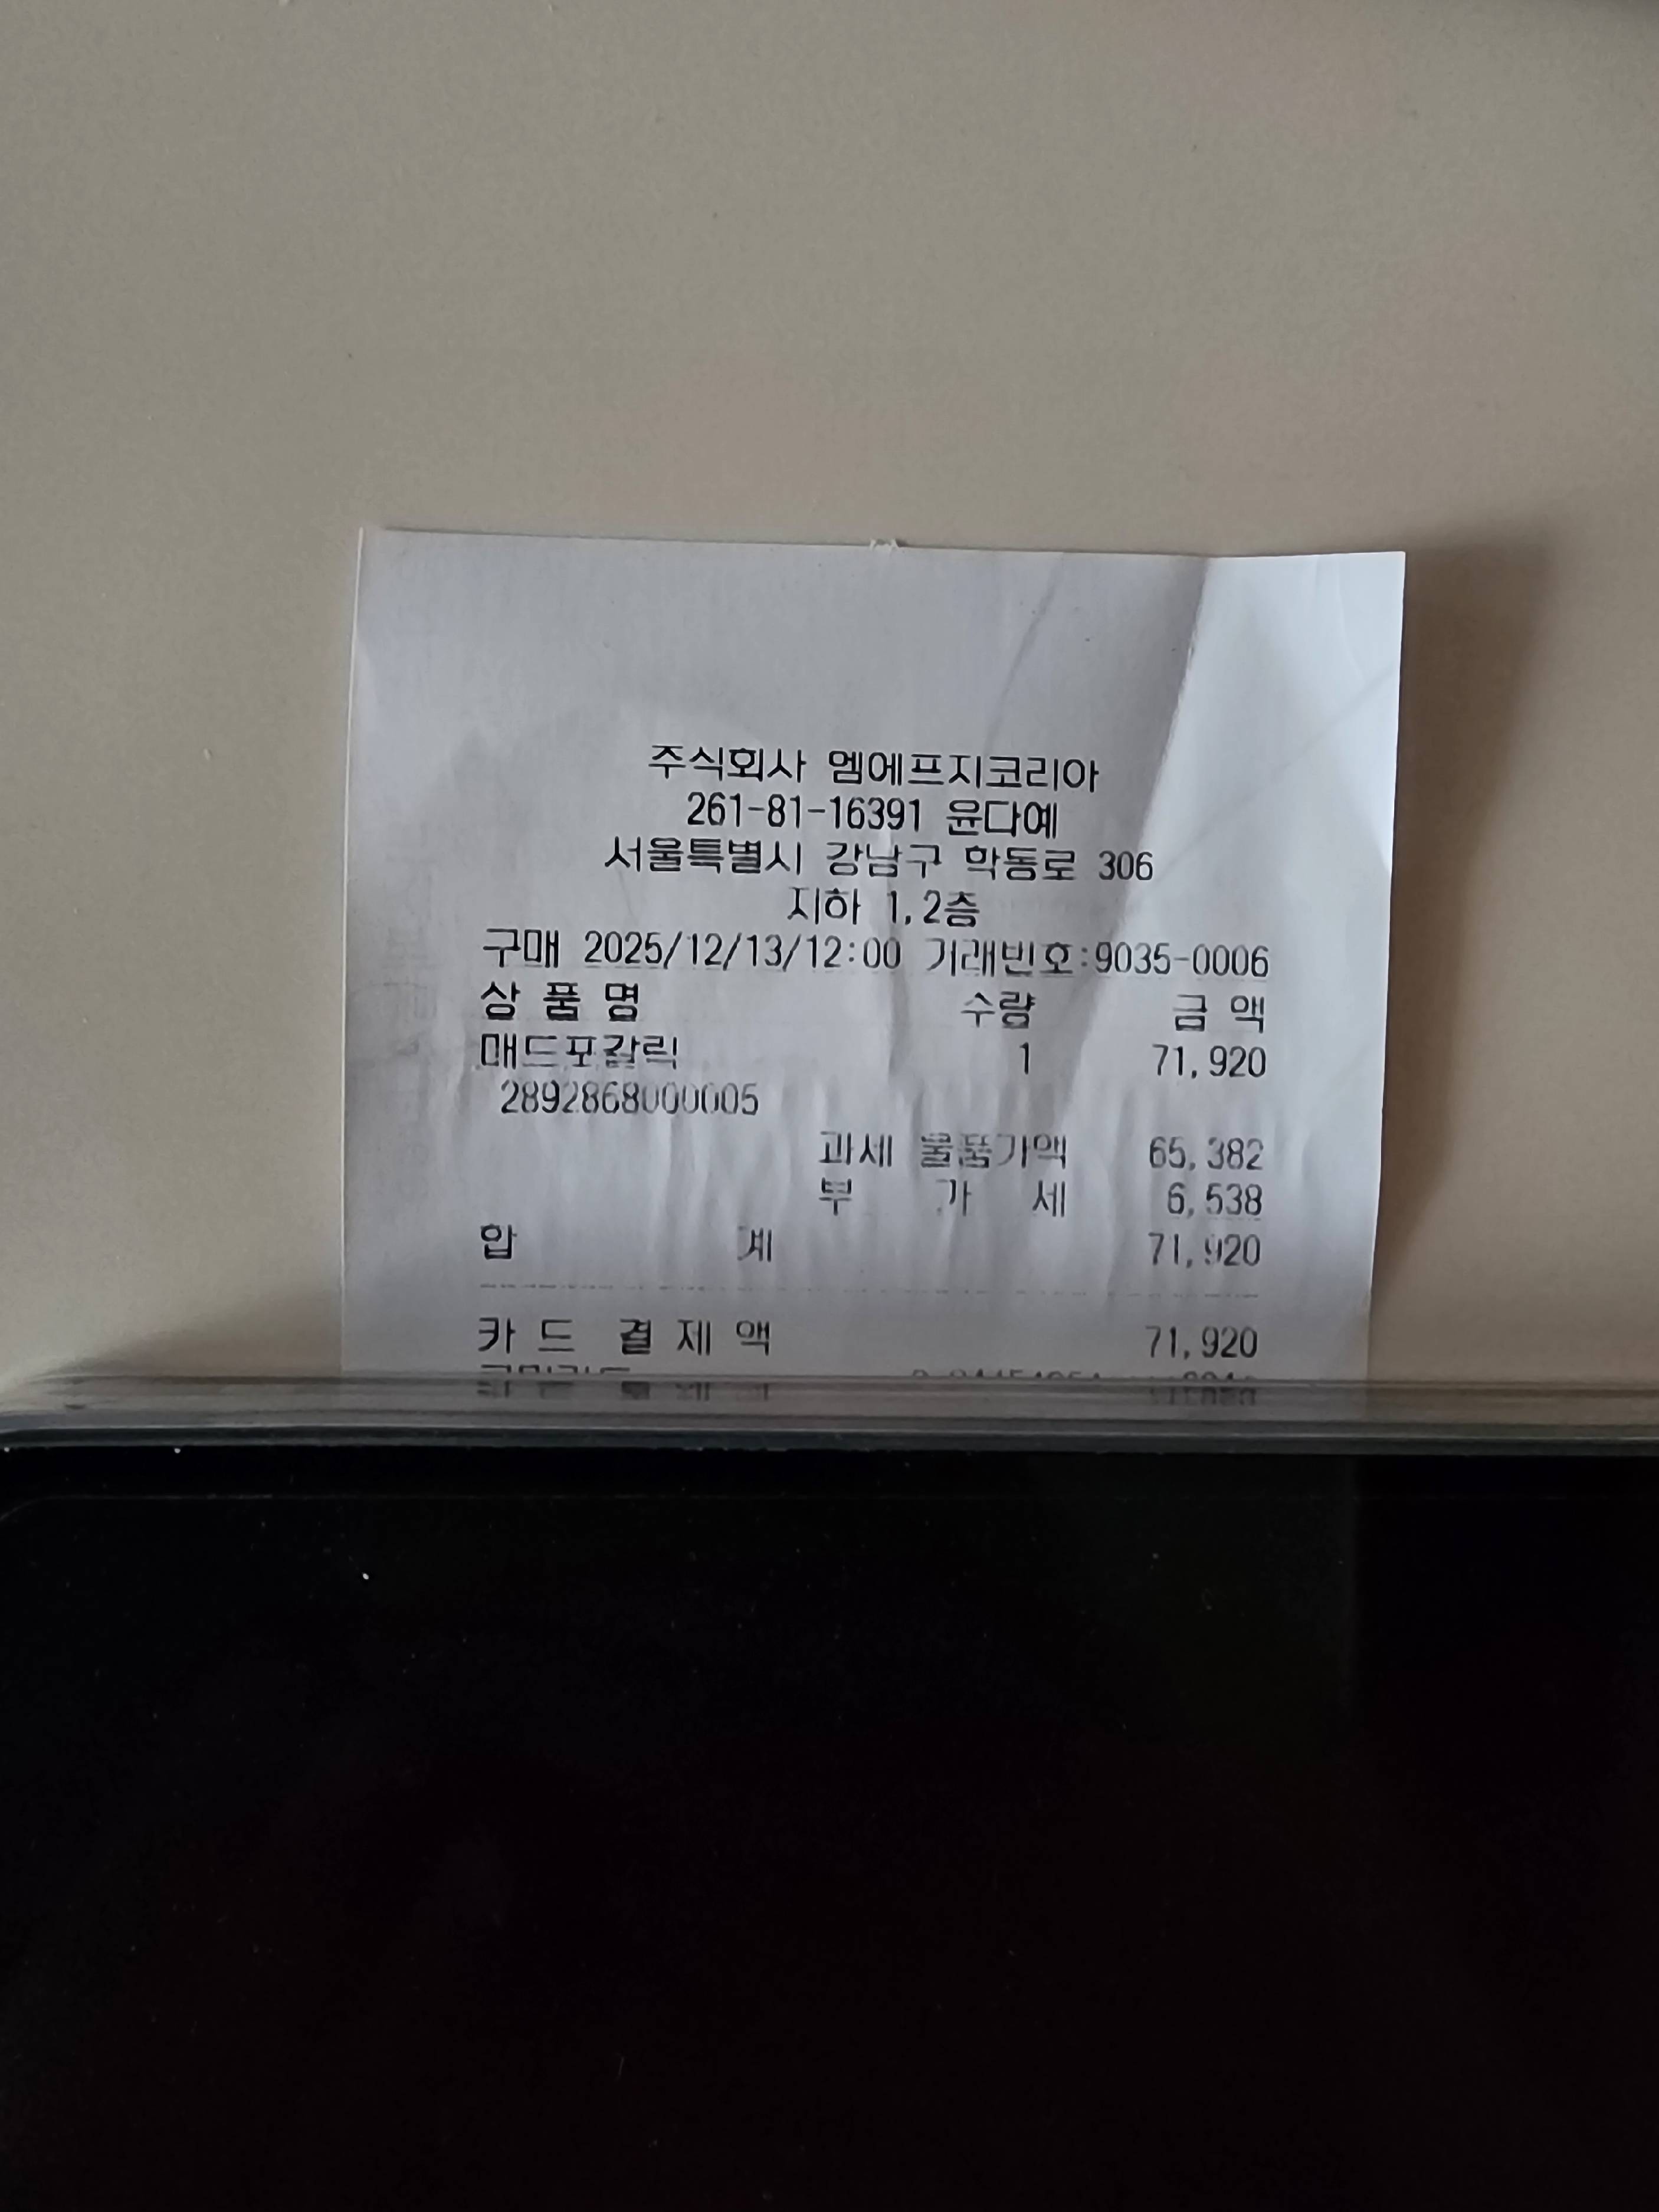 주식회사 엠에프지코리아
261-81-16391 윤다예
서울특별시 강남구 학동로 306
지하 1,2층
구매 2025/12/13/12:00 거래번호:9035-0006
상 품 명 수량 금 액
매드포갈릭 1 71,920
2892868000005
과세 물품가액 65,382
부 가 세 6,538
합 계 71,920
카 드 결 제 액 71,920